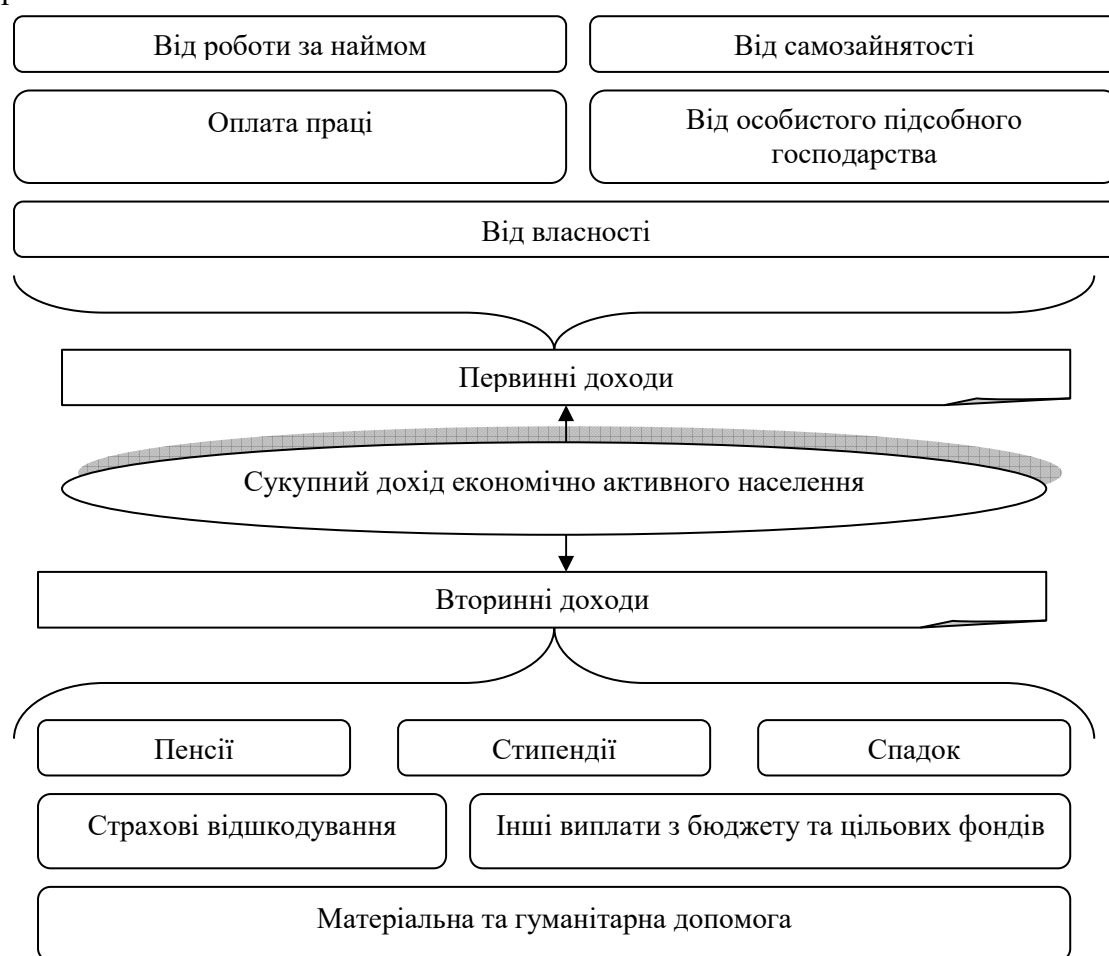 Від роботи за наймом
Від самозайнятості
Оплата праці
Від особистого підсобного
господарства
Від власності
Первинні доходи
Сукупний дохід економічно активного населення
Вторинні доходи
Пенсії
Стипендії
Спадок
Страхові відшкодування
Інші виплати з бюджету та цільових фондів
Матеріальна та гуманітарна допомога